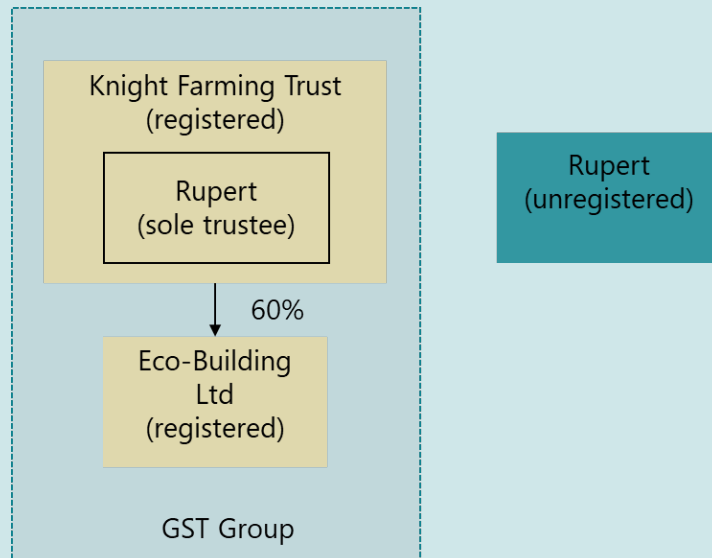 Knight Farming Trust
(registered)
Rupert
(sole trustee)
60%
Eco-Building
Ltd
(registered)
GST Group
Rupert
(unregistered)